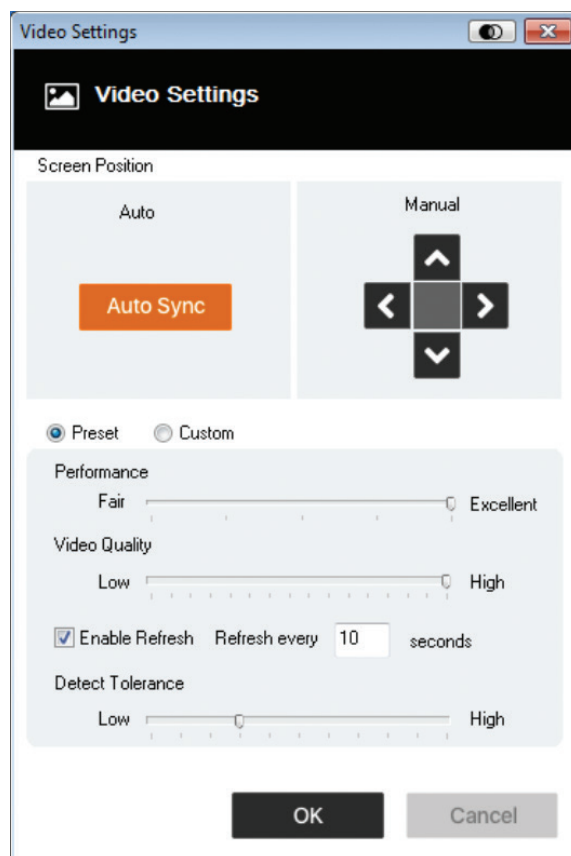 Video Settings
Video Settings
Screen Position
Auto
Manual
Auto Sync
Preset Custom
Performance
Fair Excellent
Video Quality
Low High
Enable Refresh Refresh every 10 seconds
Detect Tolerance
Low High
OK Cancel